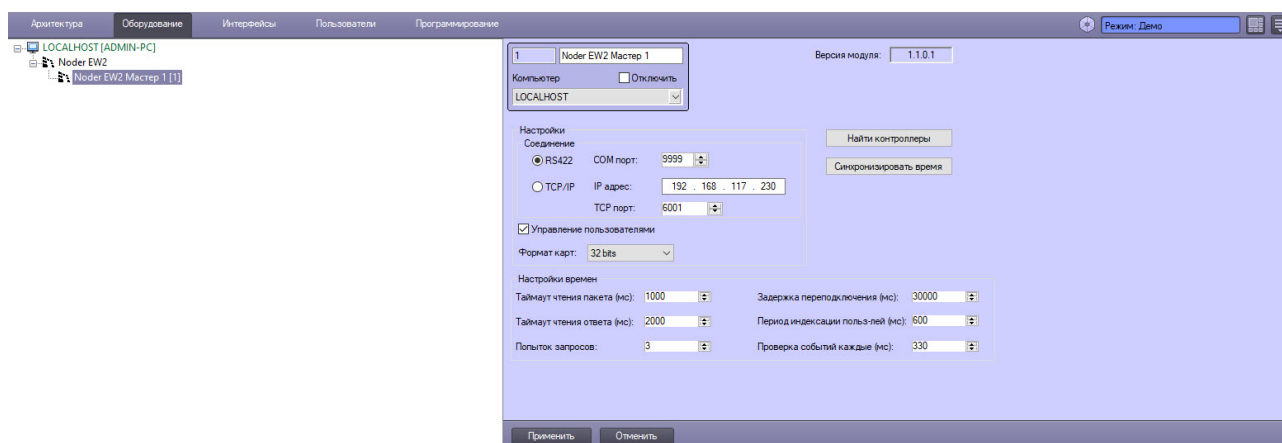 Архитектура Оборудование Интерфейсы Пользователи Программирование Режим: Демо
LOCALHOST [ADMIN-PC]
Noder EW2
Noder EW2 Мастер 1 [1]
1 Noder EW2 Мастер 1 Версия модуля: 1.1.0.1
Компьютер Отключить
LOCALHOST
Настройки
Соединение
Найти контроллеры
RS422 COM порт: 9999
Синхронизировать время
TCP/IP IP адрес: 192 . 168 . 117 . 230
TCP порт: 6001
Управление пользователями
Формат карт: 32 bits
Настройки времен
Таймаут чтения пакета (мс): 1000 Задержка переподключения (мс): 30000
Таймаут чтения ответа (мс): 2000 Период индексации польз-лей (мс): 600
Попыток запросов: 3 Проверка событий каждые (мс): 330
Применить Отменить